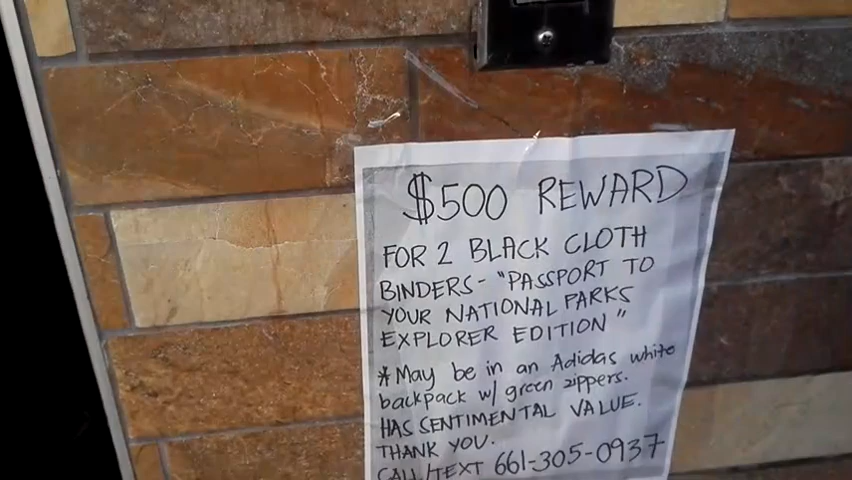 $500 REWARD
FOR 2 BLACK CLOTH
BINDERS- "PASSPORT TO
YOUR NATIONAL PARKS
EXPLORER EDITION"
*May be in an Adidas white
backpack w/ green zippers.
HAS SENTIMENTAL VALUE.
THANK YOU.
CALL/TEXT 661-305-0937